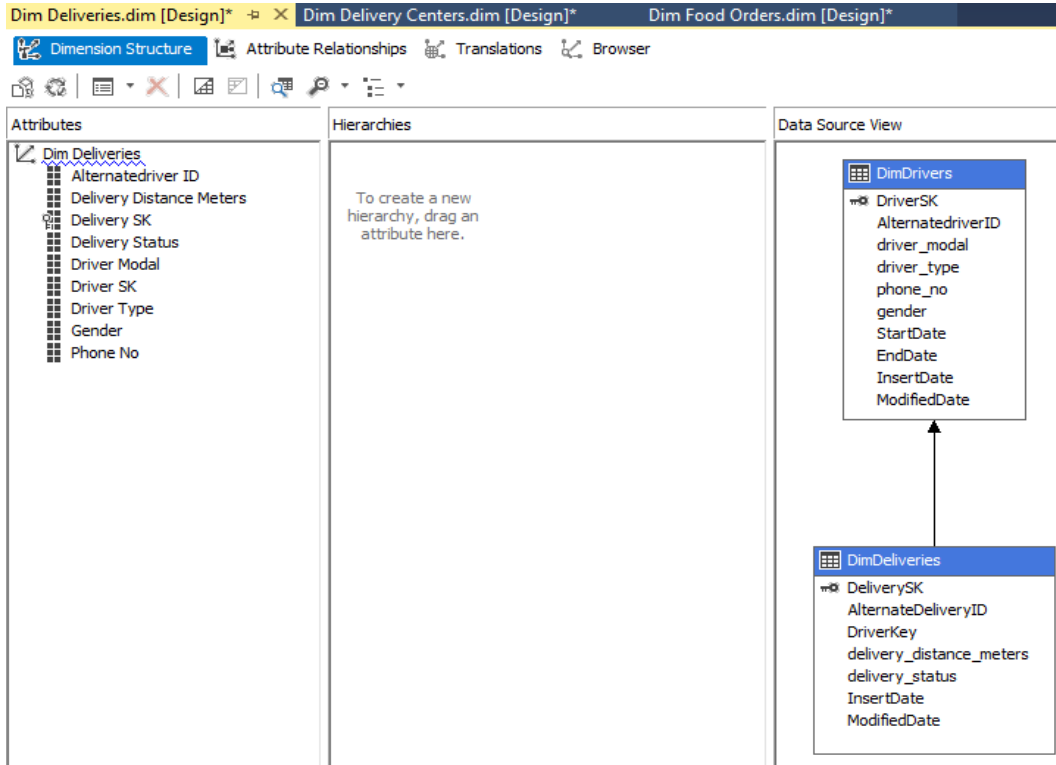 Dim Deliveries.dim [Design]* Dim Delivery Centers.dim [Design]* Dim Food Orders.dim [Design]*
Dimension Structure Attribute Relationships Translations Browser
Attributes
Dim Deliveries
Alternatedriver ID
Delivery Distance Meters
Delivery SK
Delivery Status
Driver Modal
Driver SK
Driver Type
Gender
Phone No
Hierarchies
To create a new
hierarchy, drag an
attribute here.
Data Source View
DimDrivers
DriverSK
AlternatedriverID
driver_modal
driver_type
phone_no
gender
StartDate
EndDate
InsertDate
ModifiedDate
DimDeliveries
DeliverySK
AlternateDeliveryID
DriverKey
delivery_distance_meters
delivery_status
InsertDate
ModifiedDate